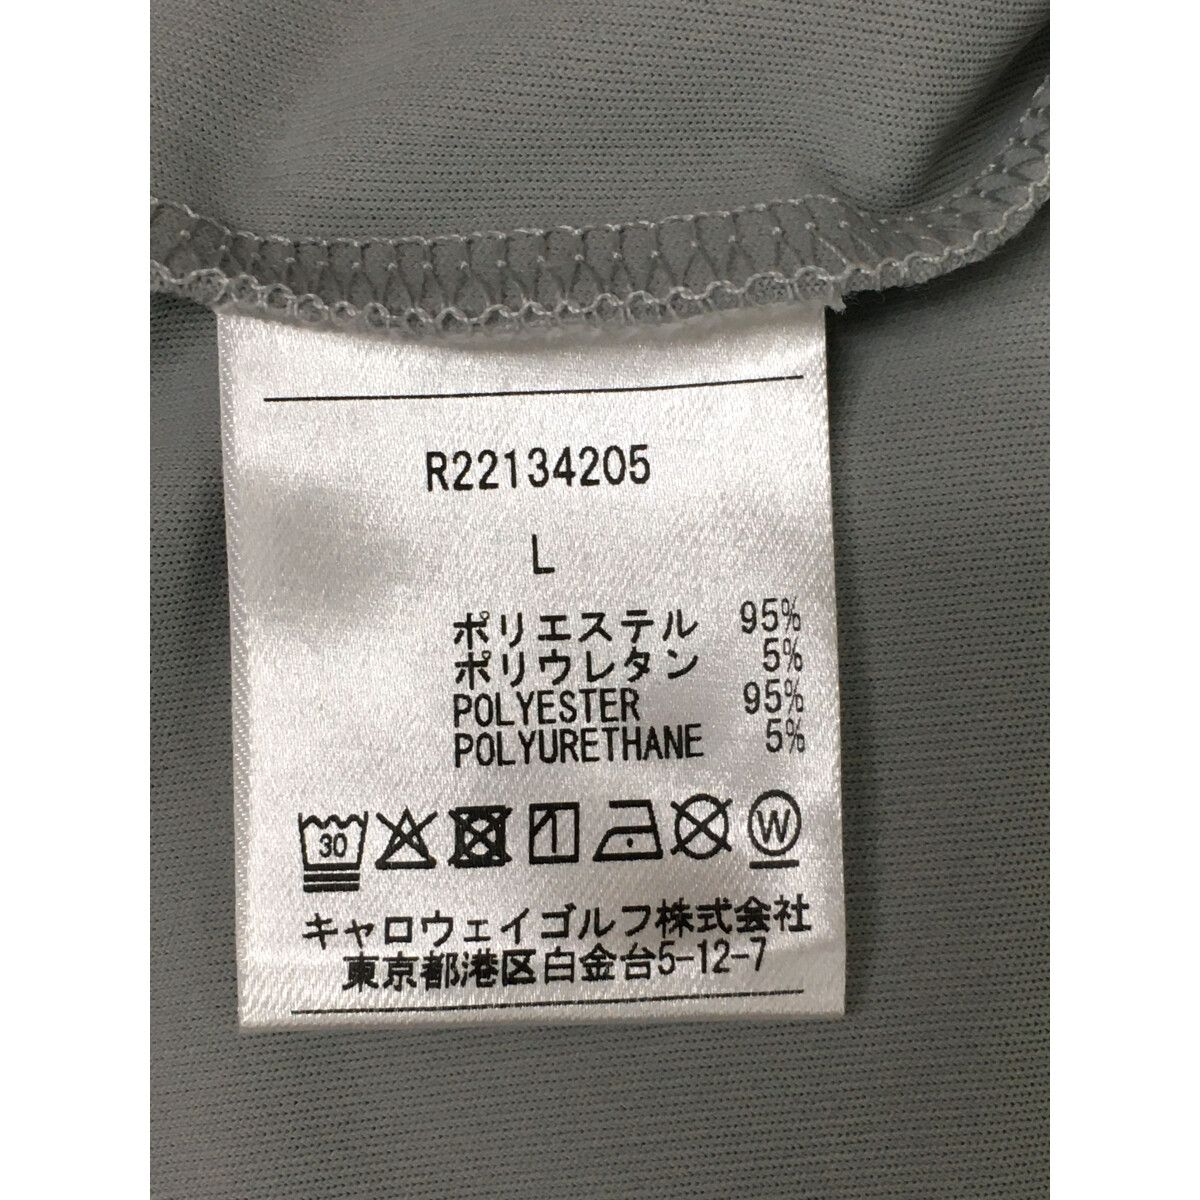 R22134205
L
ポリエステル 95%
ポリウレタン 5%
POLYESTER 95%
POLYURETHANE 5%
30 W
キャロウェイゴルフ株式会社
東京都港区白金台5-12-7